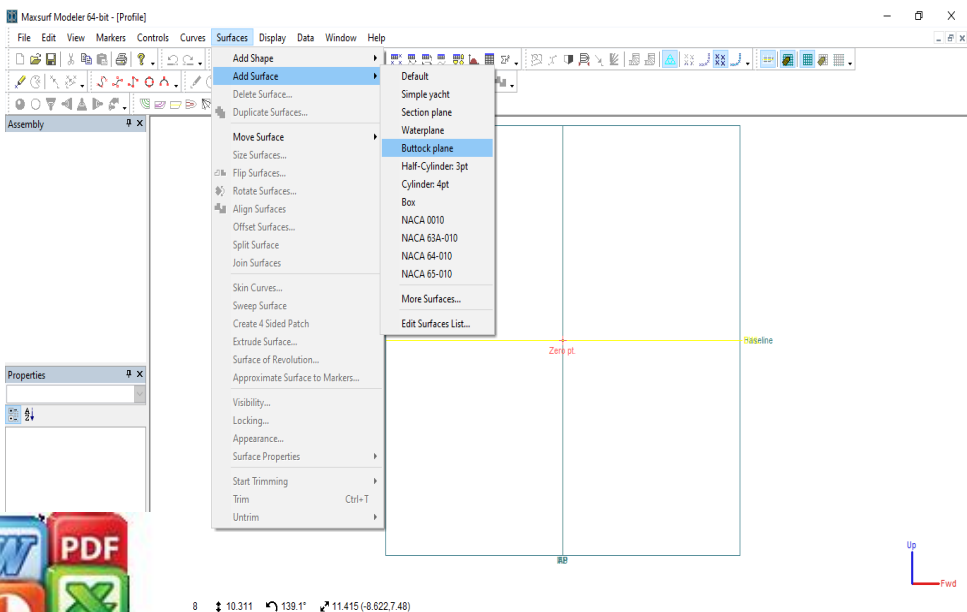 Maxsurf Modeler 64-bit - [Profile]
File Edit View Markers Controls Curves Surfaces Display Data Window Help
Assembly
Properties
Add Shape
Add Surface
Delete Surface...
Duplicate Surfaces...
Move Surface
Size Surfaces...
Flip Surfaces...
Rotate Surfaces...
Align Surfaces
Offset Surfaces...
Split Surface
Join Surfaces
Skin Curves...
Sweep Surface
Create 4 Sided Patch
Extrude Surface...
Surface of Revolution...
Approximate Surface to Markers...
Visibility...
Locking...
Appearance...
Surface Properties
Start Trimming
Trim Ctrl+T
Untrim
Default
Simple yacht
Section plane
Waterplane
Buttock plane
Half-Cylinder: 3pt
Cylinder: 4pt
Box
NACA 0010
NACA 63A-010
NACA 64-010
NACA 65-010
More Surfaces...
Edit Surfaces List...
Zero pt.
Baseline
Up
Fwd
PDF
8 10.311 139.1° 11.415 (-8.622,7.48)